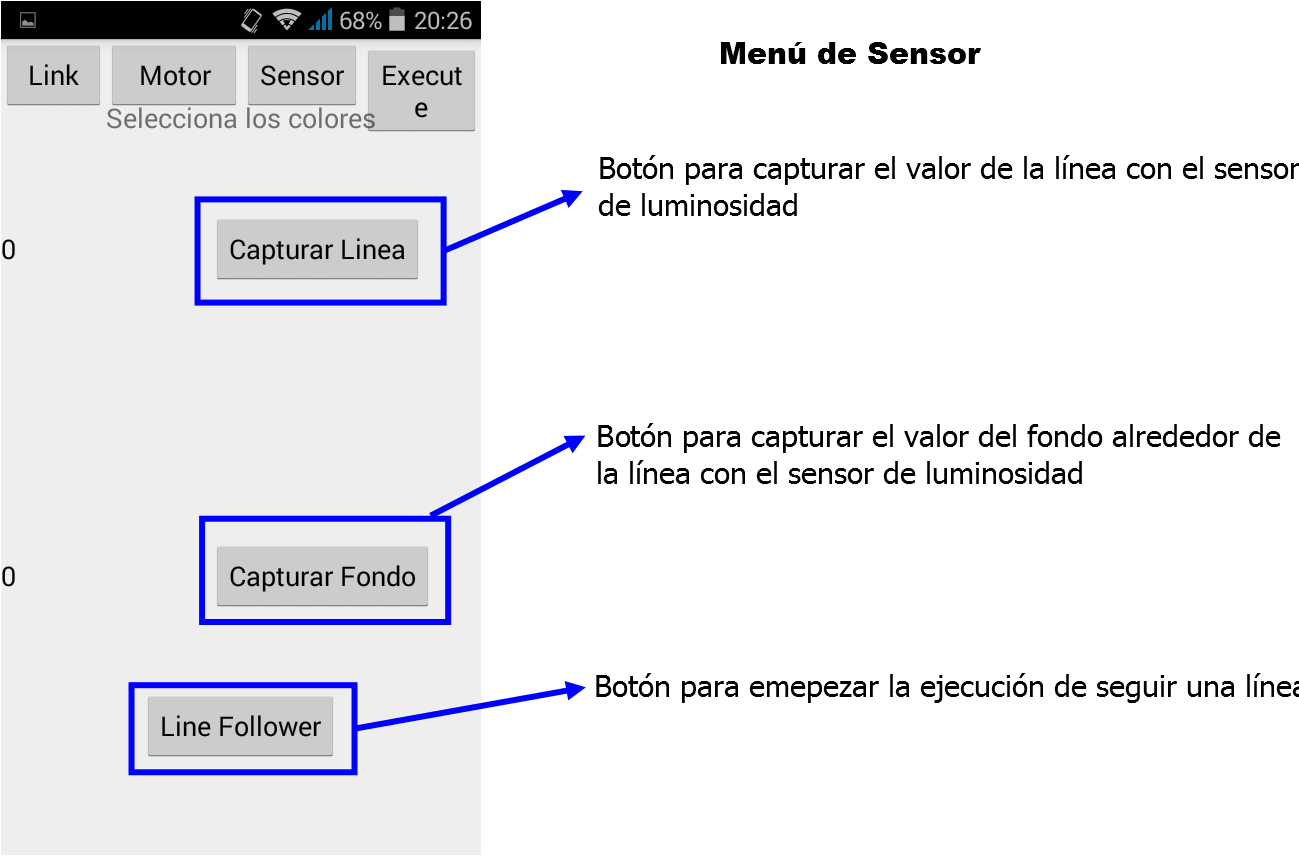 68% 20:26
Menú de Sensor
Link Motor Sensor Execut
e
Selecciona los colores
Botón para capturar el valor de la línea con el sensor
de luminosidad
0 Capturar Linea
Botón para capturar el valor del fondo alrededor de
la línea con el sensor de luminosidad
0 Capturar Fondo
Botón para emepezar la ejecución de seguir una línea
Line Follower